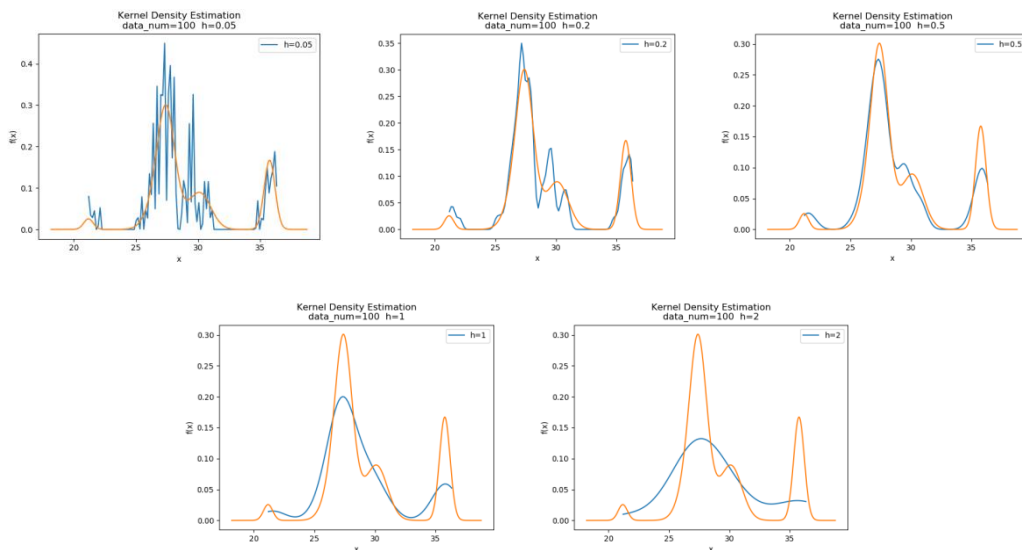 Kernel Density Estimation
data_num=100 h=0.05
h=0.05
0.4
0.3
0.2
0.1
0.0
f(x)
20 25 30 35
x
Kernel Density Estimation
data_num=100 h=0.2
h=0.2
0.35
0.30
0.25
0.20
0.15
0.10
0.05
0.00
f(x)
20 25 30 35
x
Kernel Density Estimation
data_num=100 h=0.5
h=0.5
0.30
0.25
0.20
0.15
0.10
0.05
0.00
f(x)
20 25 30 35
x
Kernel Density Estimation
data_num=100 h=1
h=1
0.30
0.25
0.20
0.15
0.10
0.05
0.00
f(x)
20 25 30 35
x
Kernel Density Estimation
data_num=100 h=2
h=2
0.30
0.25
0.20
0.15
0.10
0.05
0.00
f(x)
20 25 30 35
x